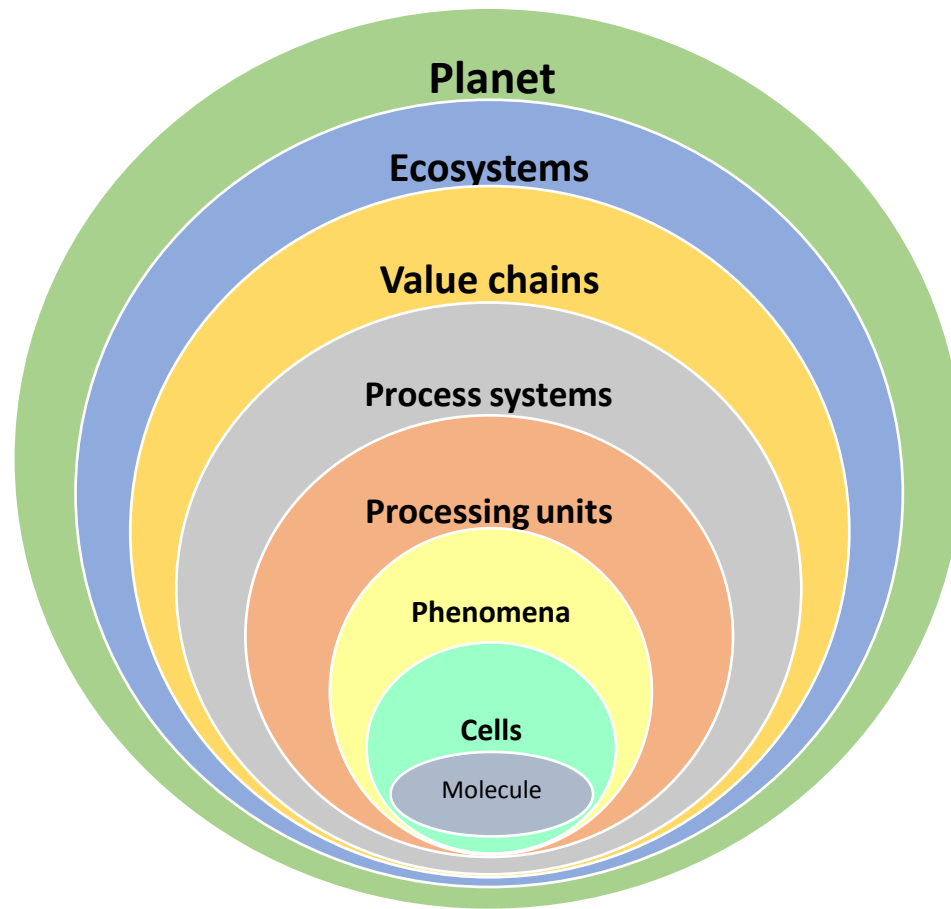 Planet
Ecosystems
Value chains
Process systems
Processing units
Phenomena
Cells
Molecule